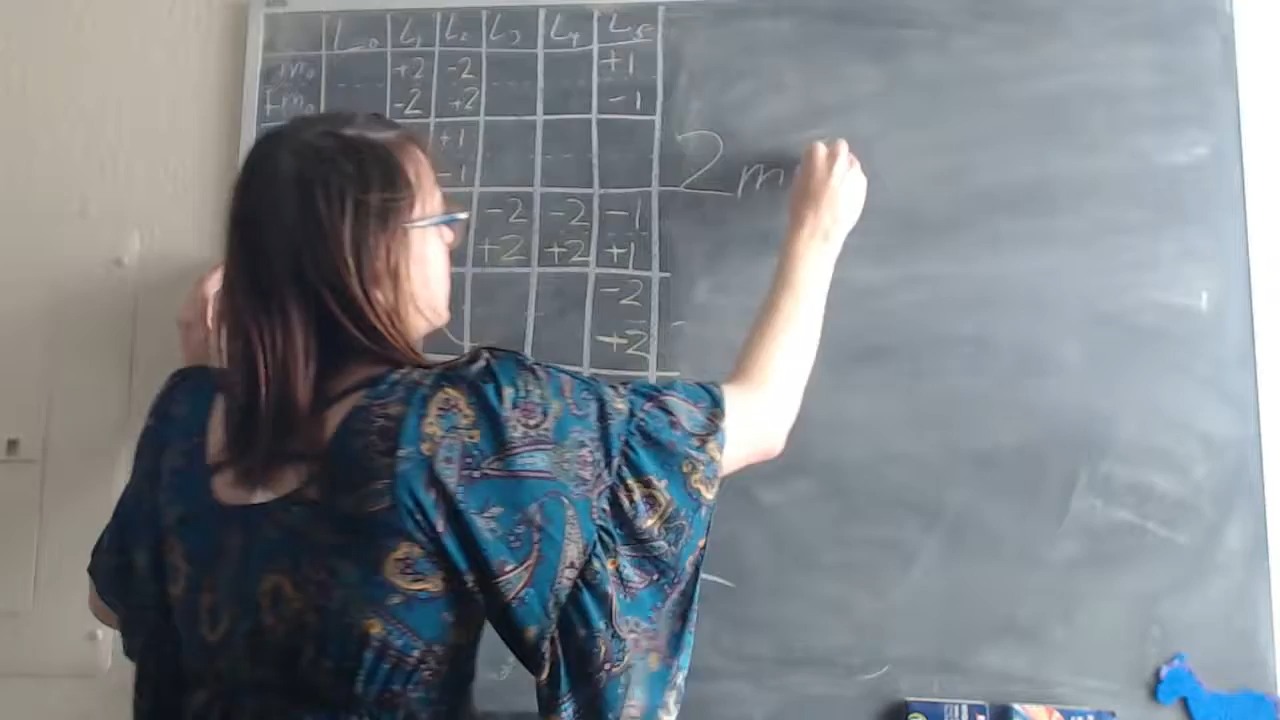 L₀ L₁ L₂ L₃ L₄ L₅
m₀ +2 -2 +1
Fm₀ -2 +2 -1
+1
-1
-2 -2 -1
+2 +2 +1
-2
+2
2m